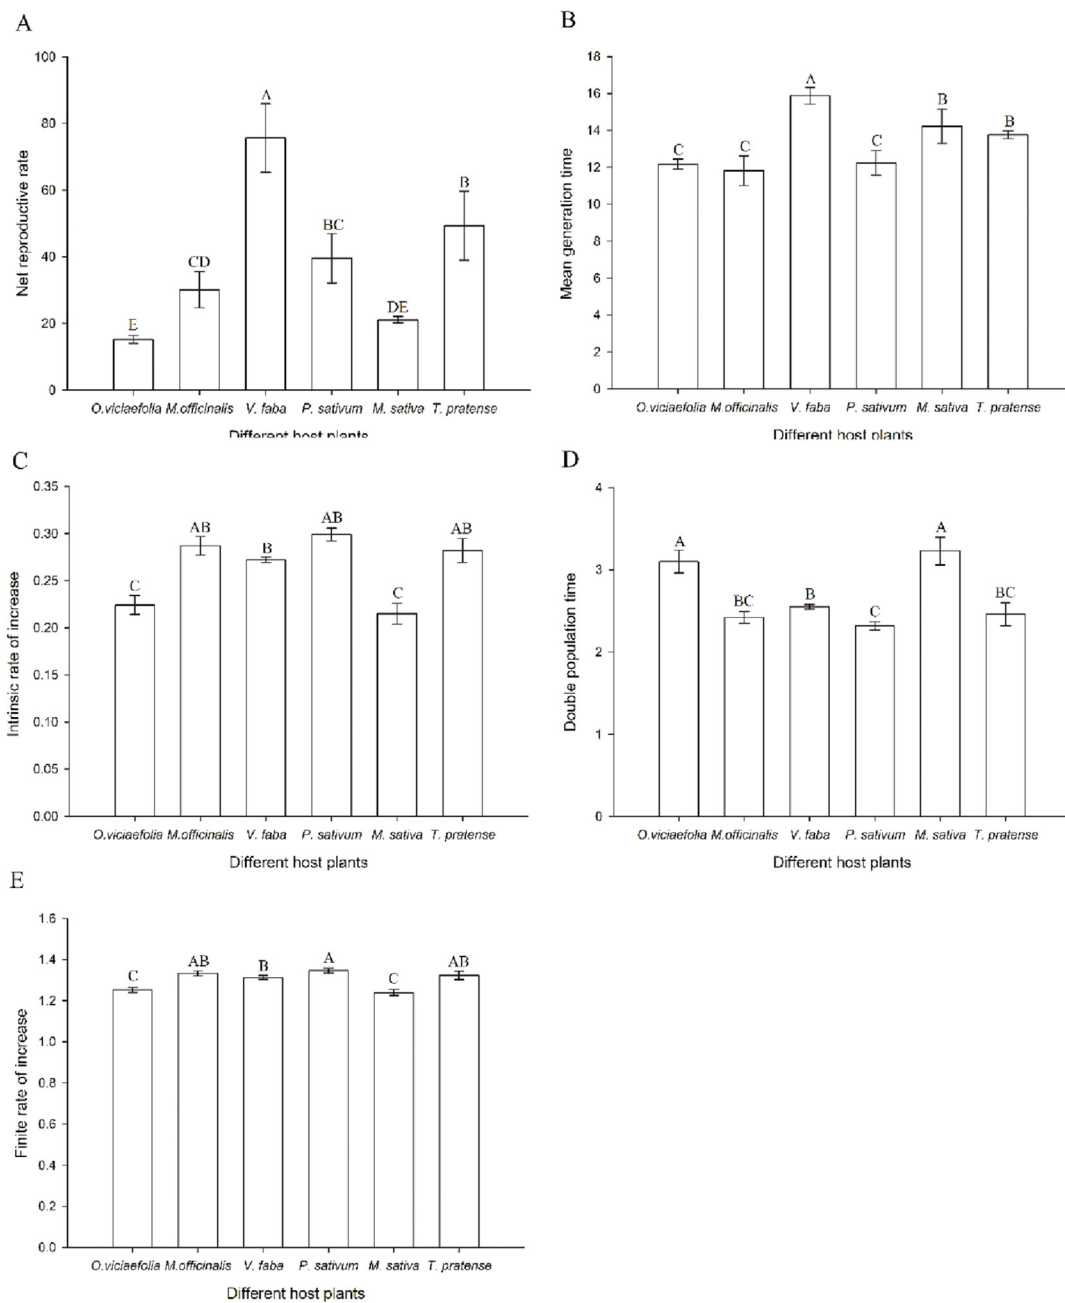 A
Net reproductive rate
100
80
60
40
20
0
E
CD
A
BC
DE
B
O.viciaefolia M.officinalis V. faba P. sativum M. sativa T. pratense
Different host plants
B
Mean generation time
18
16
14
12
10
8
6
4
2
0
C
C
A
C
B
B
O.viciaefolia M.officinalis V. faba P. sativum M. sativa T. pratense
Different host plants
C
Intrinsic rate of increase
0.35
0.30
0.25
0.20
0.15
0.10
0.05
0.00
C
AB
B
AB
C
AB
O.viciaefolia M.officinalis V. faba P. sativum M. sativa T. pratense
Different host plants
D
Double population time
4
3
2
1
0
A
BC
B
C
A
BC
O.viciaefolia M.officinalis V. faba P. sativum M. sativa T. pratense
Different host plants
E
Finite rate of increase
1.6
1.4
1.2
1.0
0.8
0.6
0.4
0.2
0.0
C
AB
B
A
C
AB
O.viciaefolia M.officinalis V. faba P. sativum M. sativa T. pratense
Different host plants